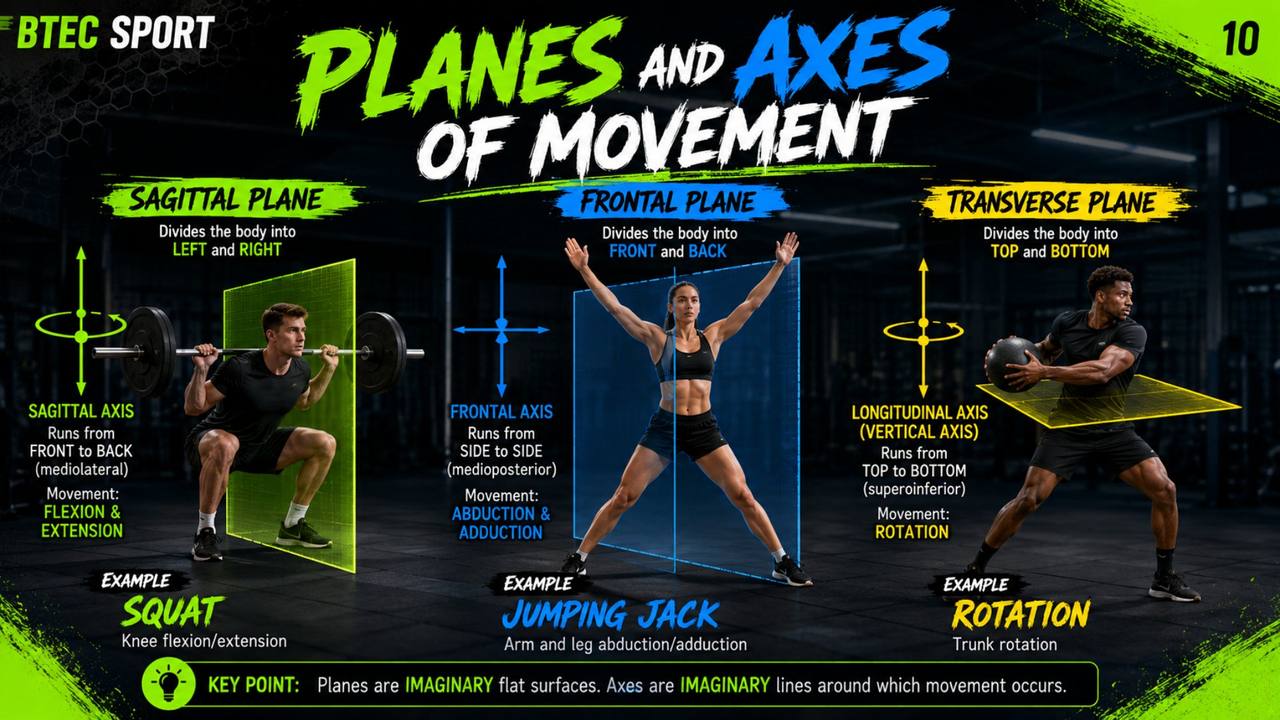 BTEC SPORT
10
PLANES AND AXES
OF MOVEMENT
SAGITTAL PLANE
Divides the body into
LEFT and RIGHT
SAGITTAL AXIS
Runs from
FRONT to BACK
(mediolateral)
Movement:
FLEXION &
EXTENSION
EXAMPLE
SQUAT
Knee flexion/extension
FRONTAL PLANE
Divides the body into
FRONT and BACK
FRONTAL AXIS
Runs from
SIDE to SIDE
(medioposterior)
Movement:
ABDUCTION &
ADDUCTION
EXAMPLE
JUMPING JACK
Arm and leg abduction/adduction
TRANSVERSE PLANE
Divides the body into
TOP and BOTTOM
LONGITUDINAL AXIS
(VERTICAL AXIS)
Runs from
TOP to BOTTOM
(superoinferior)
Movement:
ROTATION
EXAMPLE
ROTATION
Trunk rotation
KEY POINT: Planes are IMAGINARY flat surfaces. Axes are IMAGINARY lines around which movement occurs.